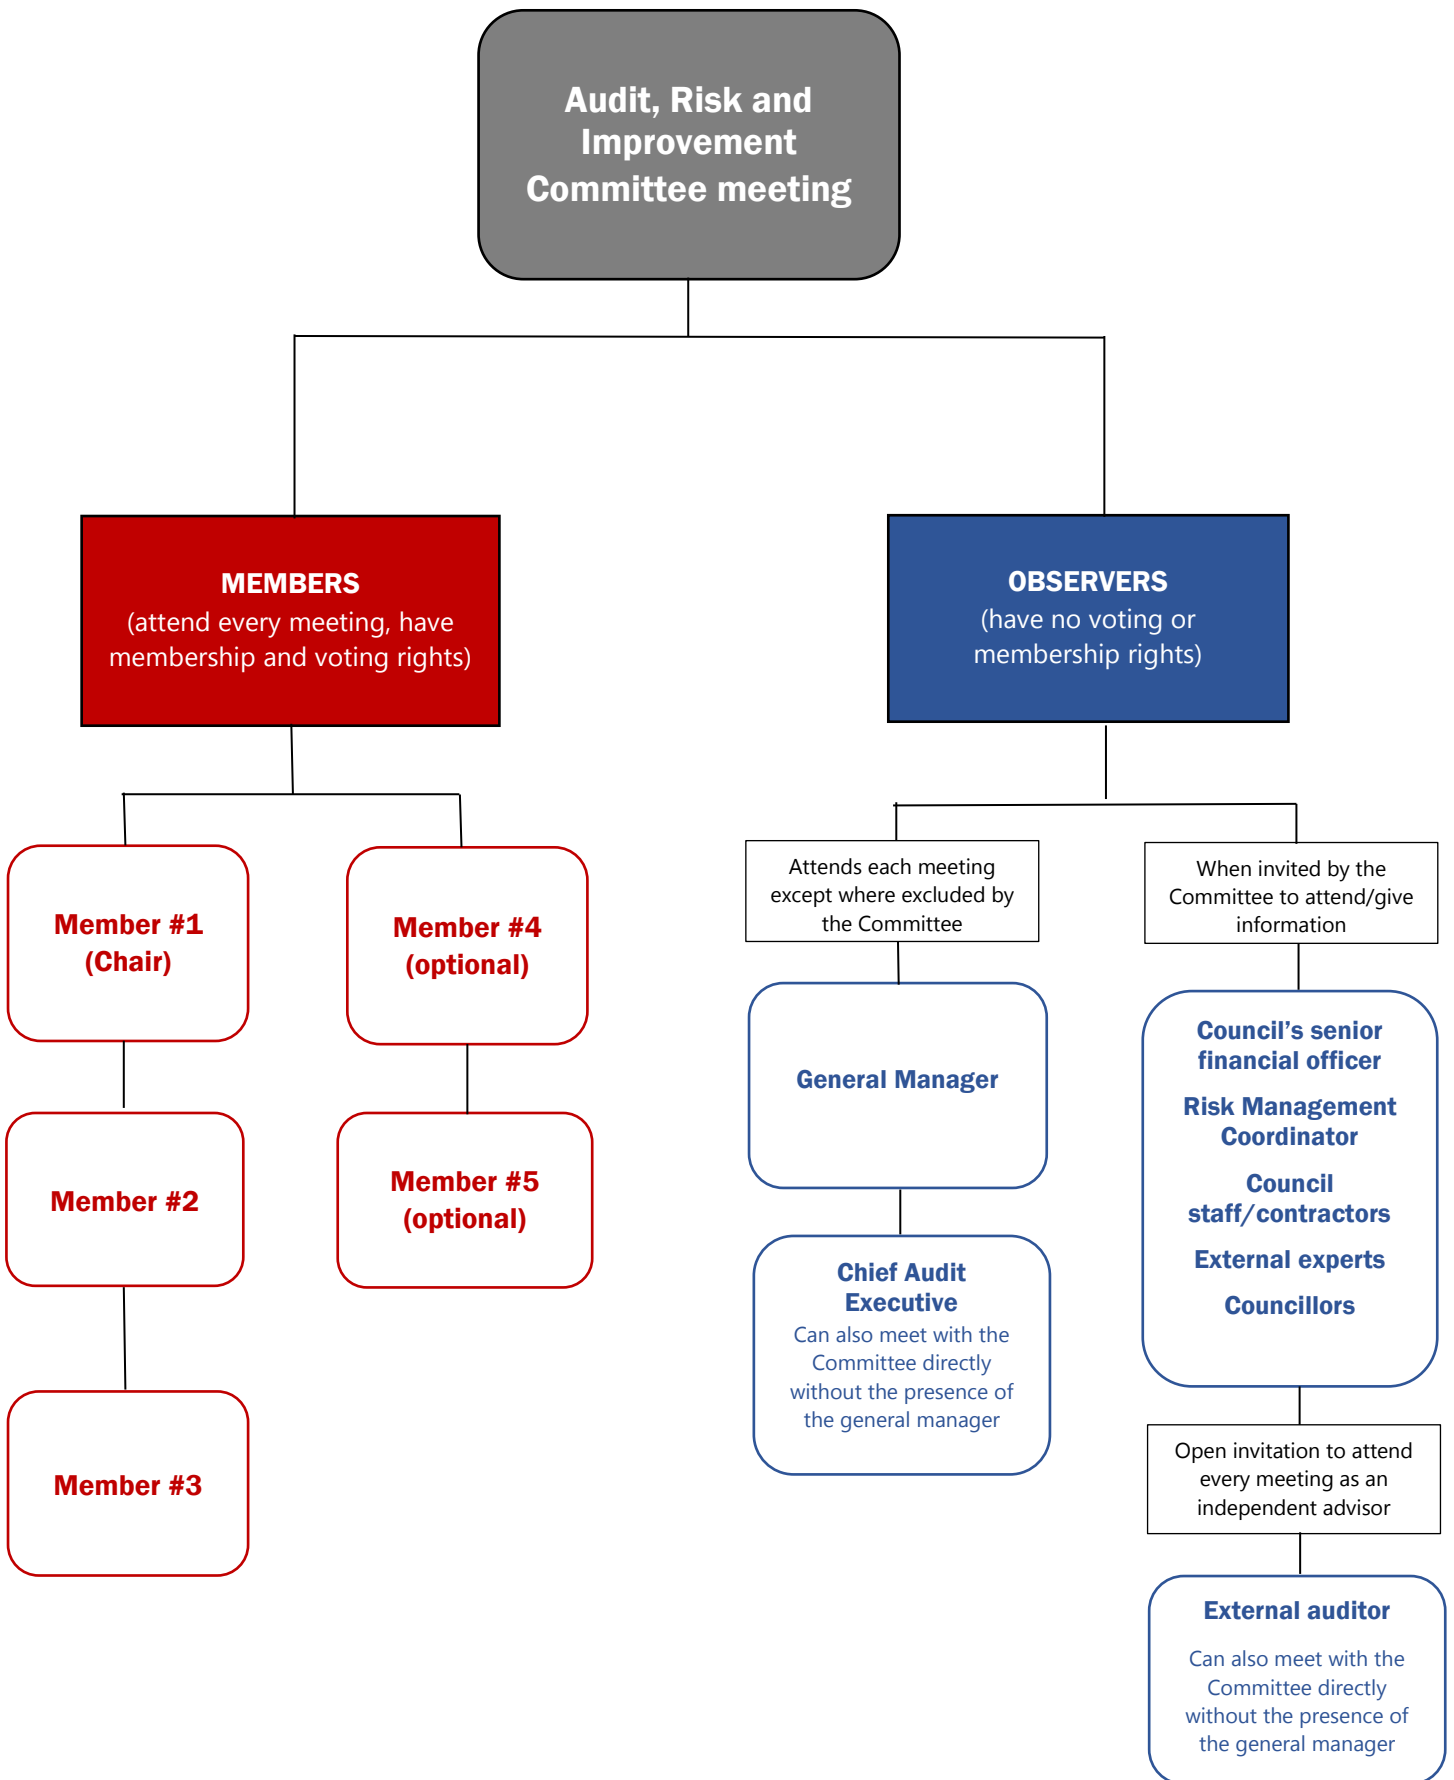 Audit, Risk and
Improvement
Committee meeting
MEMBERS
(attend every meeting, have
membership and voting rights)
OBSERVERS
(have no voting or
membership rights)
Member #1
(Chair)
Member #2
Member #3
Member #4
(optional)
Member #5
(optional)
Attends each meeting
except where excluded by
the Committee
General Manager
Chief Audit
Executive
Can also meet with the
Committee directly
without the presence of
the general manager
When invited by the
Committee to attend/give
information
Council’s senior
financial officer
Risk Management
Coordinator
Council
staff/contractors
External experts
Councillors
Open invitation to attend
every meeting as an
independent advisor
External auditor
Can also meet with the
Committee directly
without the presence of
the general manager